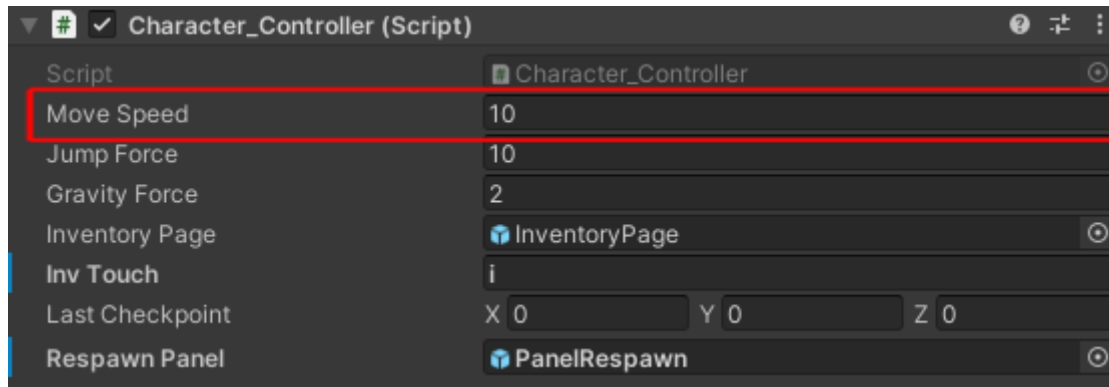 Character_Controller (Script)
Script Character_Controller
Move Speed 10
Jump Force 10
Gravity Force 2
Inventory Page InventoryPage
Inv Touch i
Last Checkpoint X 0 Y 0 Z 0
Respawn Panel PanelRespawn